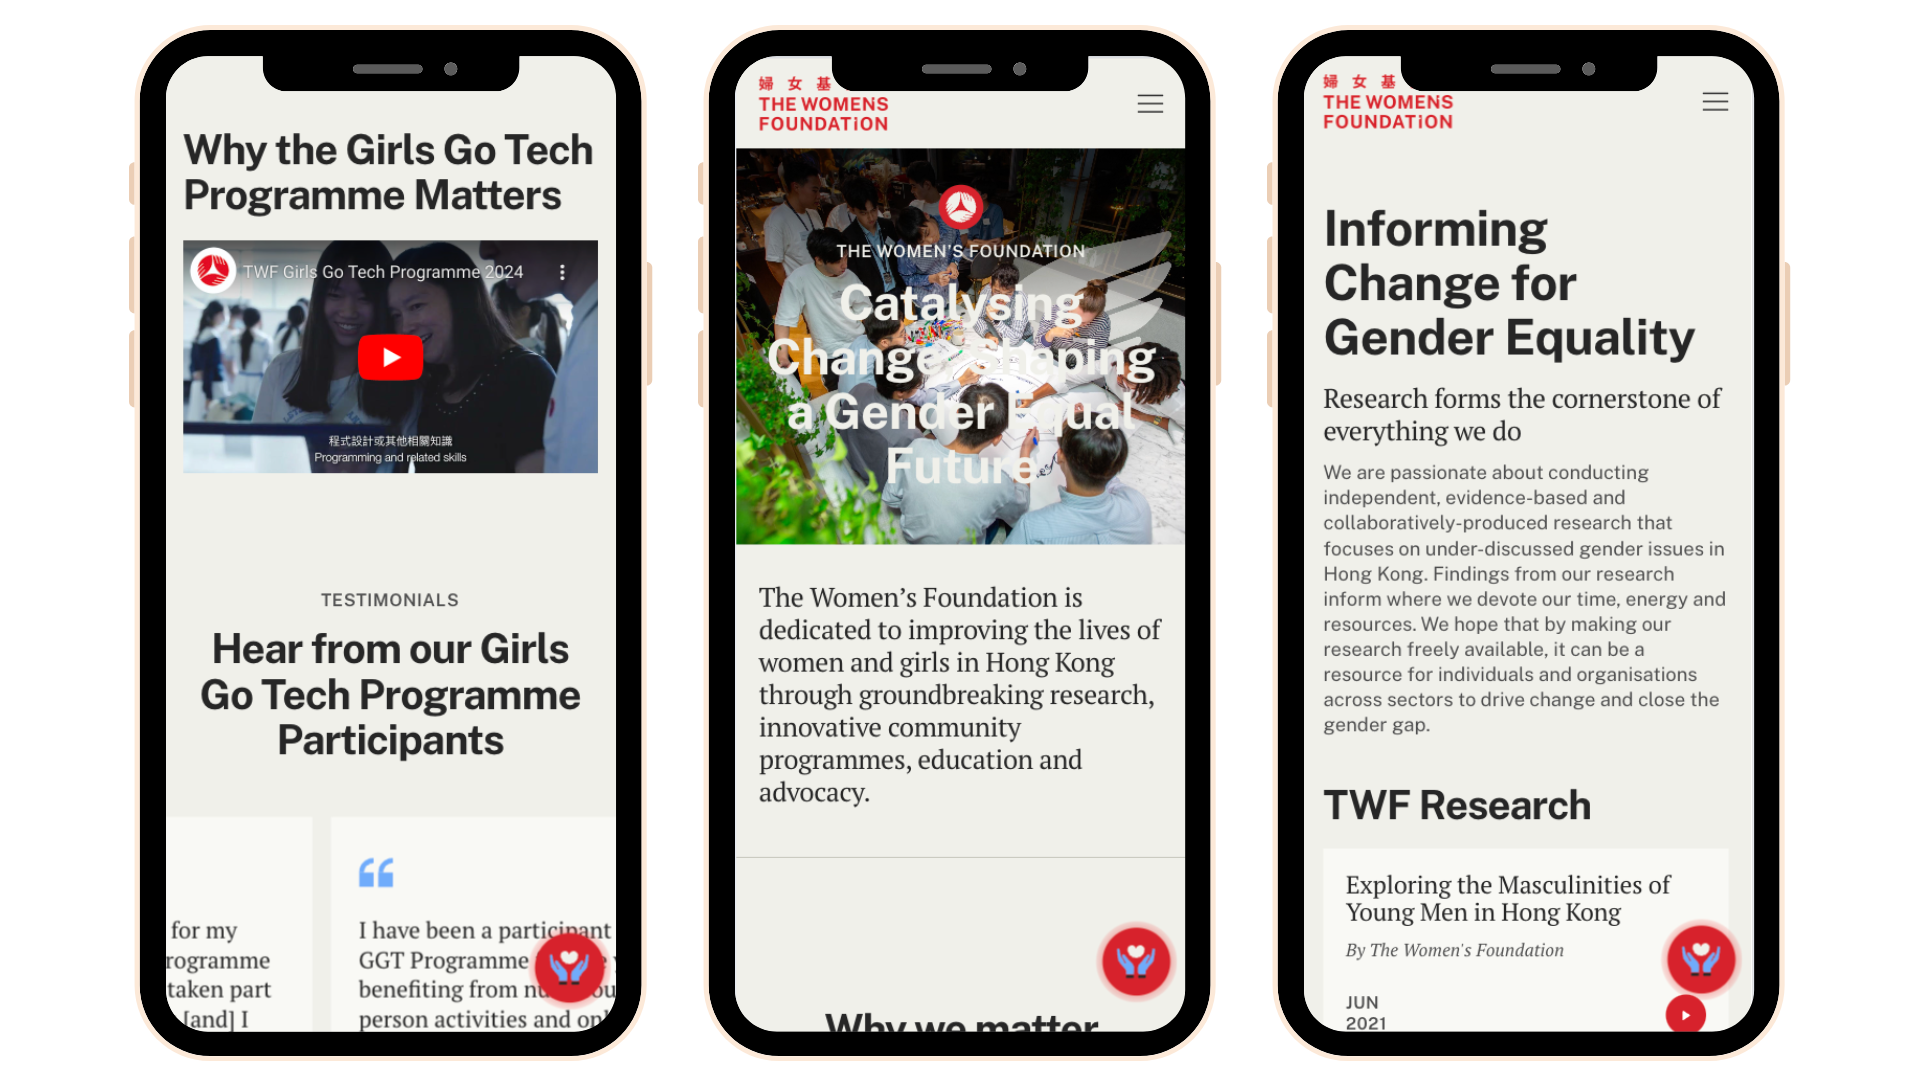 Why the Girls Go Tech
Programme Matters
TWF Girls Go Tech Programme 2024
程式設計或其他相關知識
Programming and related skills
TESTIMONIALS
Hear from our Girls
Go Tech Programme
Participants
for my
rogramme
taken part
[and] I
I have been a participant
GGT Programme
benefiting from
person activities and
婦 女 基
THE WOMENS
FOUNDATiON
THE WOMEN'S FOUNDATION
Catalysing
Change, Shaping
a Gender Equal
Future
The Women’s Foundation is
dedicated to improving the lives of
women and girls in Hong Kong
through groundbreaking research,
innovative community
programmes, education and
advocacy.
Why we matter
婦 女 基
THE WOMENS
FOUNDATiON
Informing
Change for
Gender Equality
Research forms the cornerstone of
everything we do
We are passionate about conducting
independent, evidence-based and
collaboratively-produced research that
focuses on under-discussed gender issues in
Hong Kong. Findings from our research
inform where we devote our time, energy and
resources. We hope that by making our
research freely available, it can be a
resource for individuals and organisations
across sectors to drive change and close the
gender gap.
TWF Research
Exploring the Masculinities of
Young Men in Hong Kong
By The Women's Foundation
JUN
2021